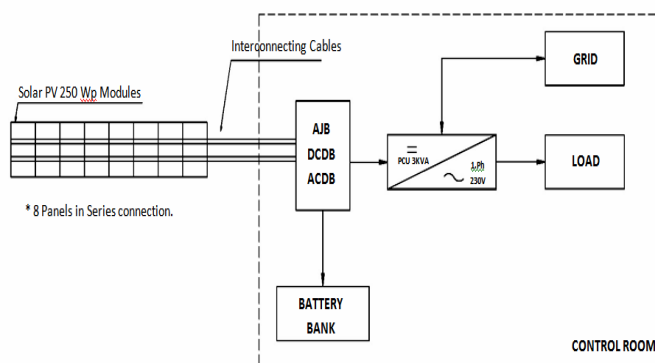 Interconnecting Cables
Solar PV 250 Wp Modules
* 8 Panels in Series connection.
AJB
DCDB
ACDB
PCU 3KVA
1.Ph
230V
GRID
LOAD
BATTERY
BANK
CONTROL ROOM